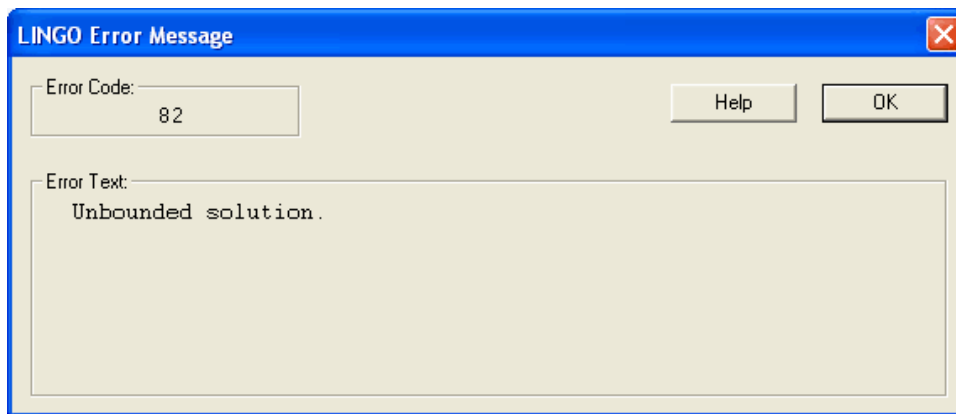 LINGO Error Message
Error Code:
82
Help
OK
Error Text:
Unbounded solution.